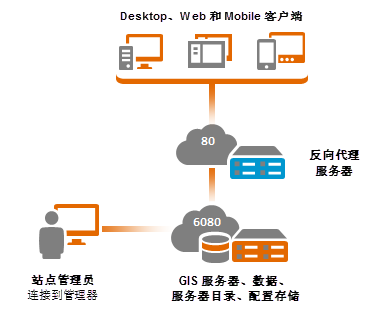 Desktop、Web 和 Mobile 客户端
80
反向代理
服务器
6080
站点管理员
连接到管理器
GIS 服务器、数据、
服务器目录、配置存储